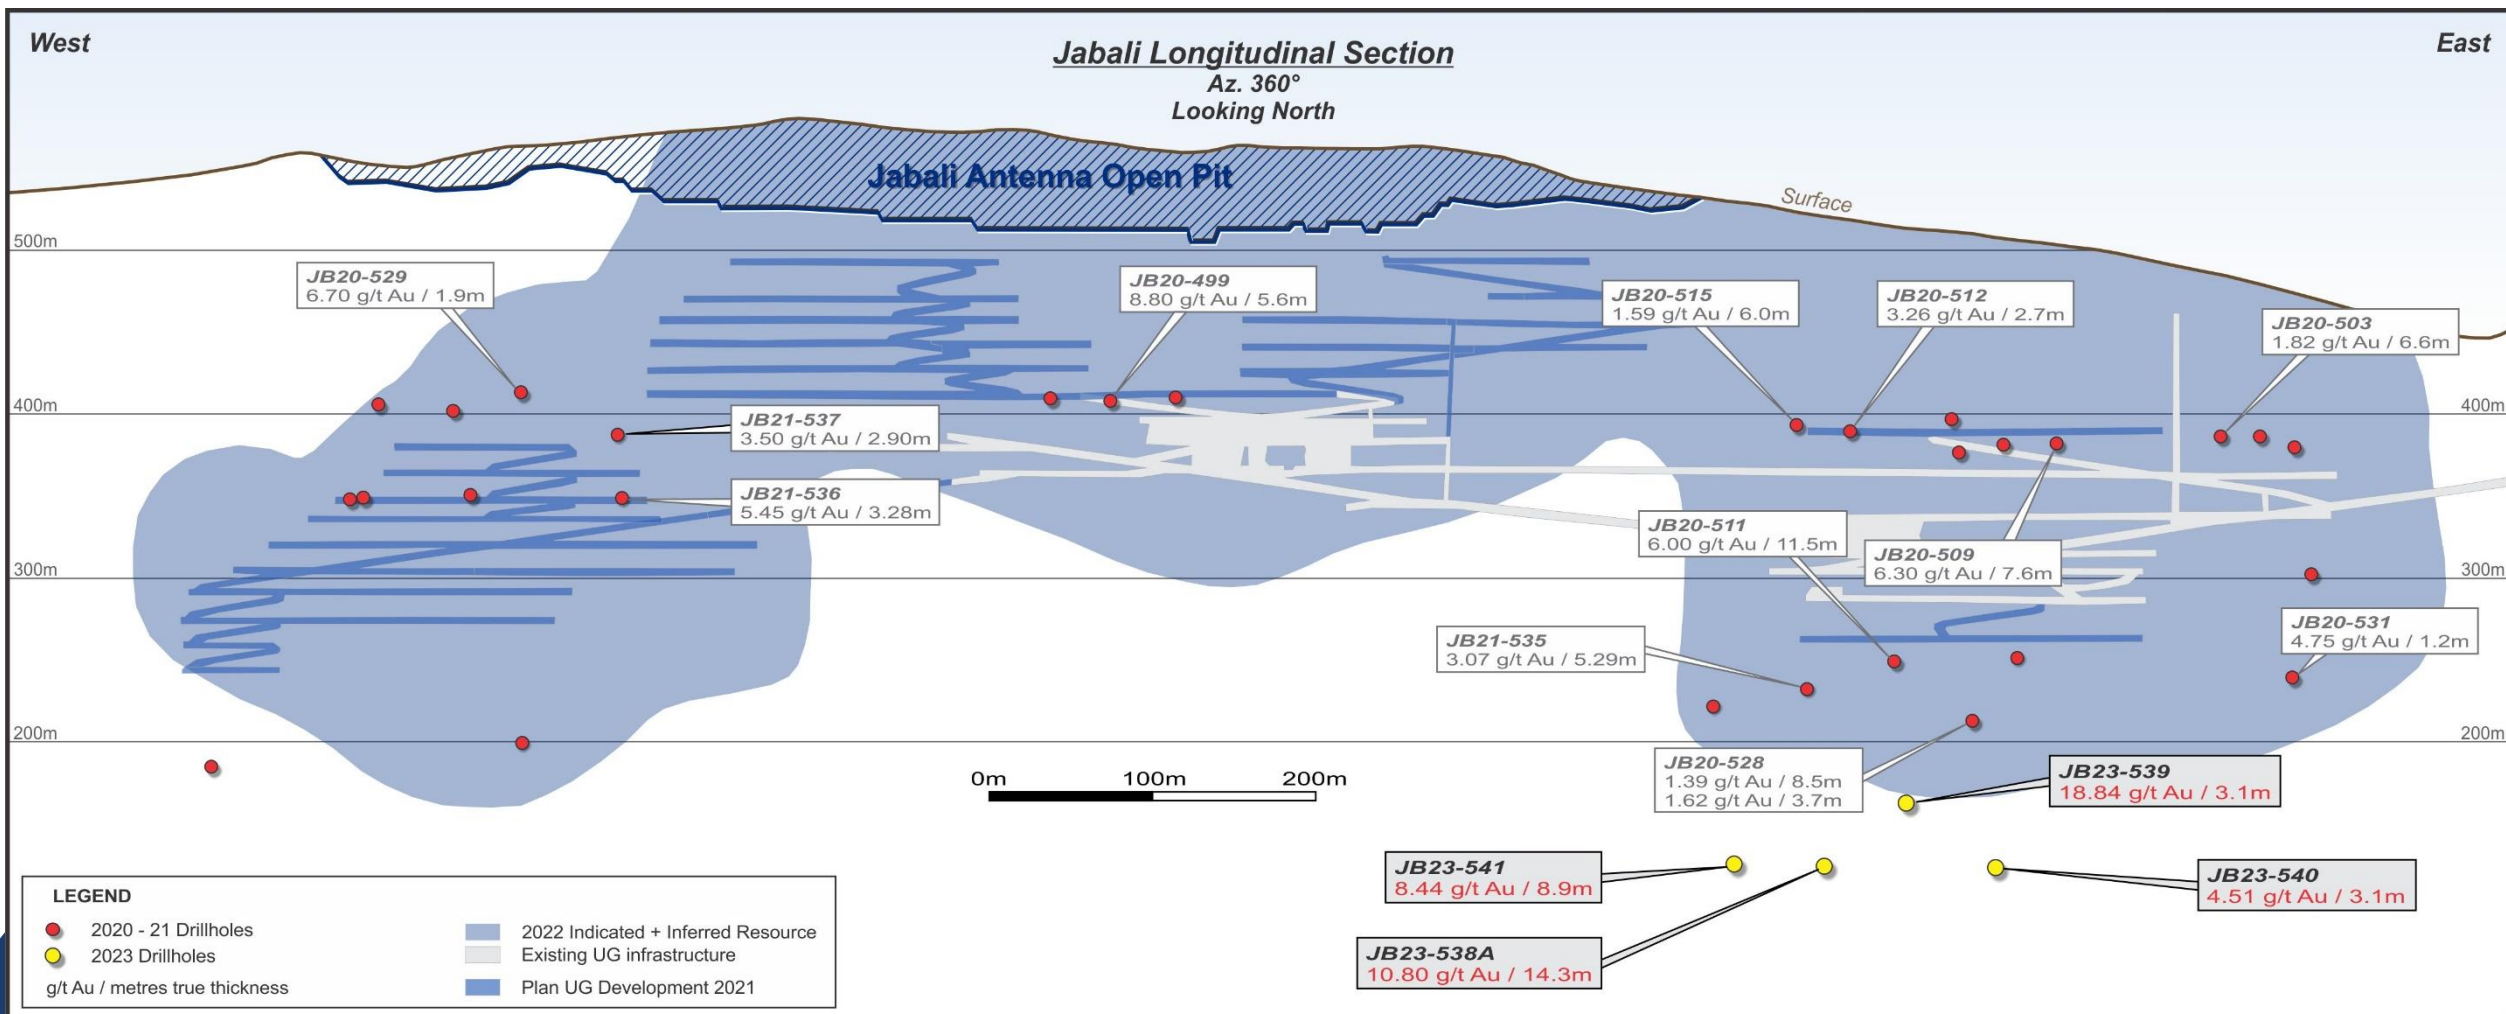 West
East
Jabali Longitudinal Section
Az. 360°
Looking North
Jabali Antenna Open Pit
Surface
500m
JB20-529
6.70 g/t Au / 1.9m
JB20-499
8.80 g/t Au / 5.6m
JB20-515
1.59 g/t Au / 6.0m
JB20-512
3.26 g/t Au / 2.7m
JB20-503
1.82 g/t Au / 6.6m
400m
400m
JB21-537
3.50 g/t Au / 2.90m
JB21-536
5.45 g/t Au / 3.28m
JB20-511
6.00 g/t Au / 11.5m
JB20-509
6.30 g/t Au / 7.6m
300m
300m
JB21-535
3.07 g/t Au / 5.29m
JB20-531
4.75 g/t Au / 1.2m
200m
200m
JB20-528
1.39 g/t Au / 8.5m
1.62 g/t Au / 3.7m
JB23-539
18.84 g/t Au / 3.1m
0m 100m 200m
JB23-541
8.44 g/t Au / 8.9m
JB23-540
4.51 g/t Au / 3.1m
JB23-538A
10.80 g/t Au / 14.3m
LEGEND
2020 - 21 Drillholes
2023 Drillholes
g/t Au / metres true thickness
2022 Indicated + Inferred Resource
Existing UG infrastructure
Plan UG Development 2021